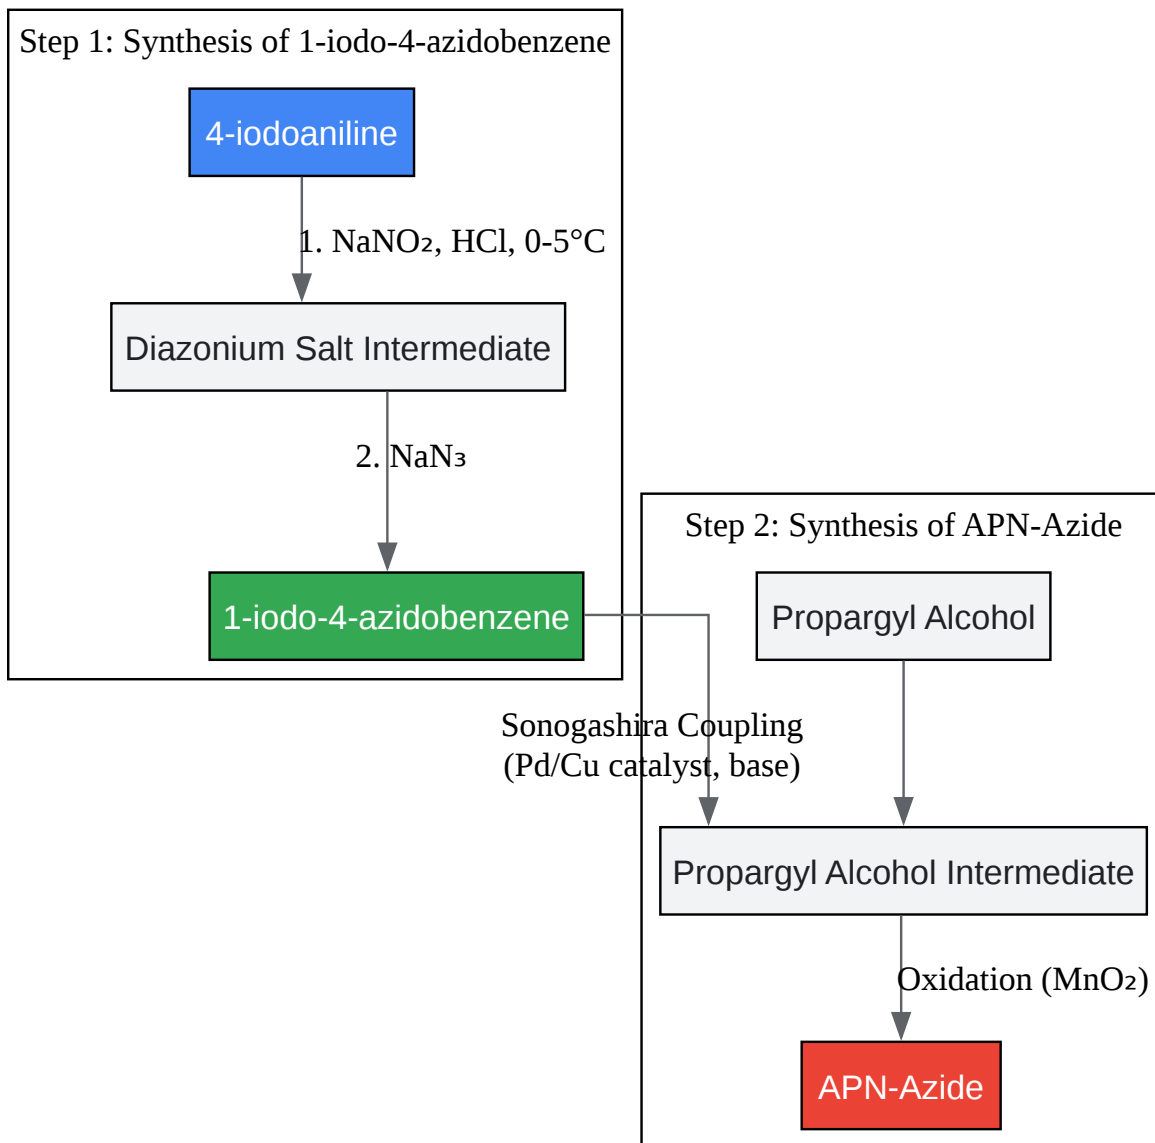 Step 1: Synthesis of 1-iodo-4-azidobenzene
4-iodoaniline
1. NaNO₂, HCl, 0-5°C
Diazonium Salt Intermediate
2. NaN₃
1-iodo-4-azidobenzene
Step 2: Synthesis of APN-Azide
Propargyl Alcohol
Sonogashira Coupling
(Pd/Cu catalyst, base)
Propargyl Alcohol Intermediate
Oxidation (MnO₂)
APN-Azide